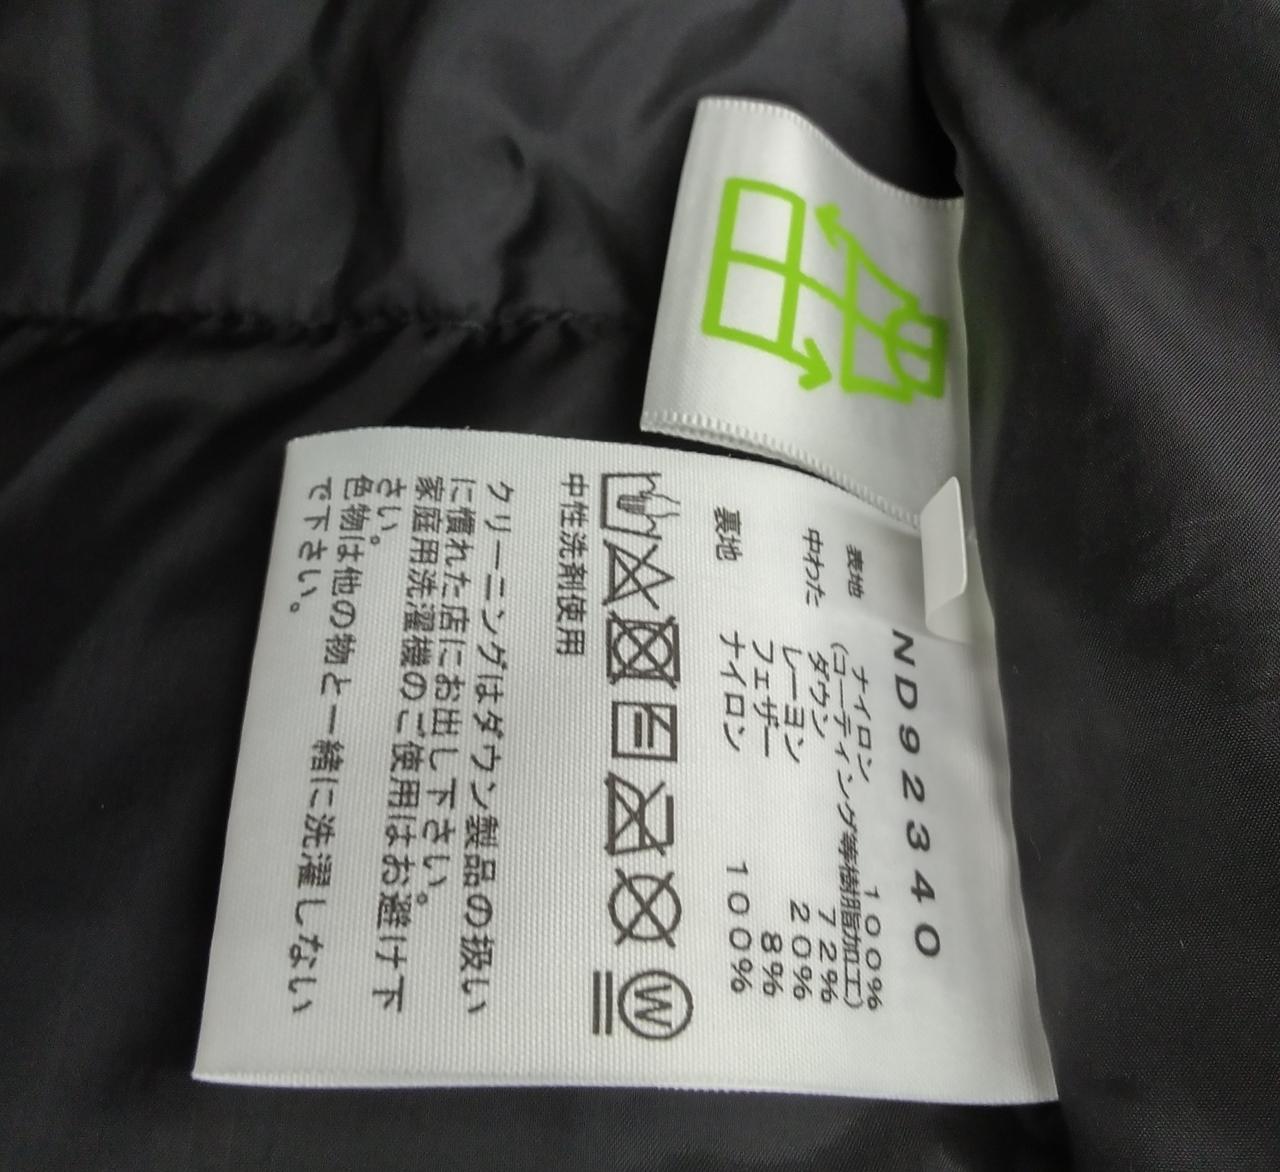 ND92340
表地 ナイロン 100%
(コーティング等樹脂加工)
中わた ダウン 72%
レーヨン 20%
フェザー 8%
裏地 ナイロン 100%
W
中性洗剤使用
クリーニングはダウン製品の扱い
に慣れた店にお出し下さい。
家庭用洗濯機のご使用はお避け下
さい。
色物は他の物と一緒に洗濯しない
で下さい。